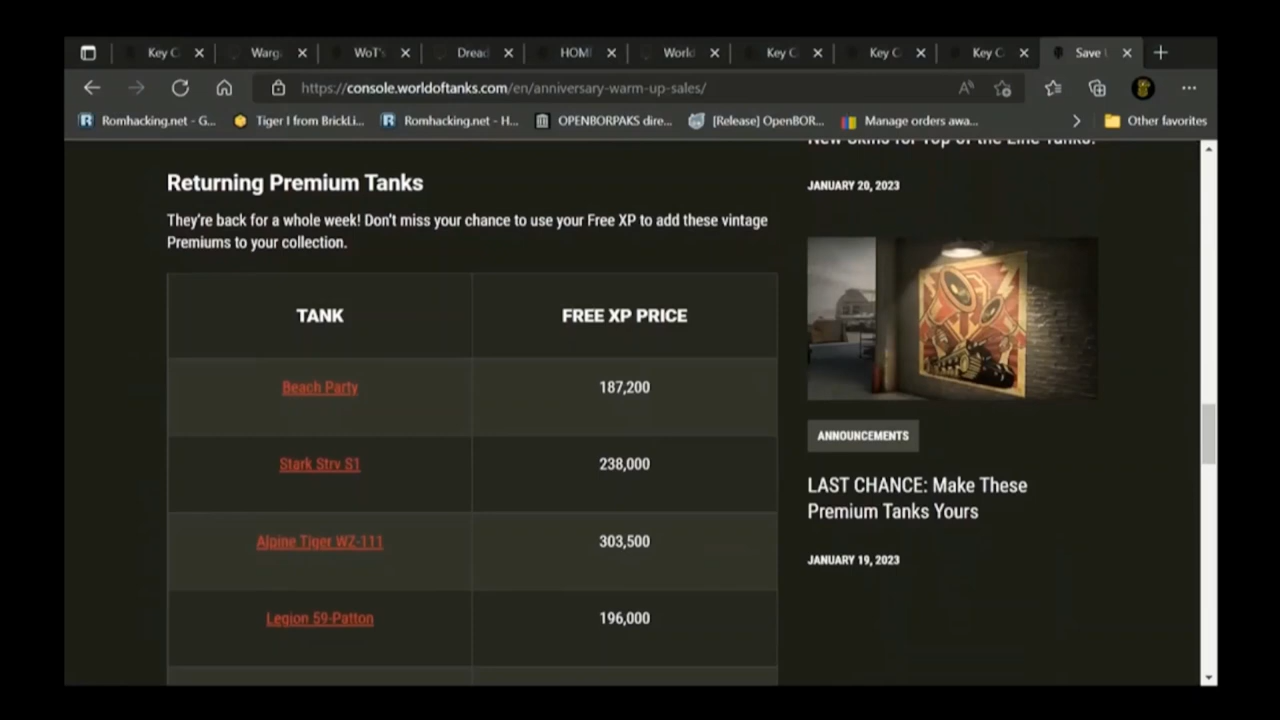 Key C
Warg
WoT's
Dread
HOME
World
Key C
Key C
Key C
Save
https://console.worldoftanks.com/en/anniversary-warm-up-sales/
Romhacking.net - G...
Tiger I from BrickLi...
Romhacking.net - H...
OPENBORPAKS dire...
[Release] OpenBOR...
Manage orders awa...
Other favorites
Returning Premium Tanks
They're back for a whole week! Don't miss your chance to use your Free XP to add these vintage
Premiums to your collection.
TANK FREE XP PRICE
Beach Party 187,200
Stark Strv S1 238,000
Alpine Tiger WZ-111 303,500
Legion 59-Patton 196,000
New Skins for Top of the Line Tanks!
JANUARY 20, 2023
ANNOUNCEMENTS
LAST CHANCE: Make These
Premium Tanks Yours
JANUARY 19, 2023